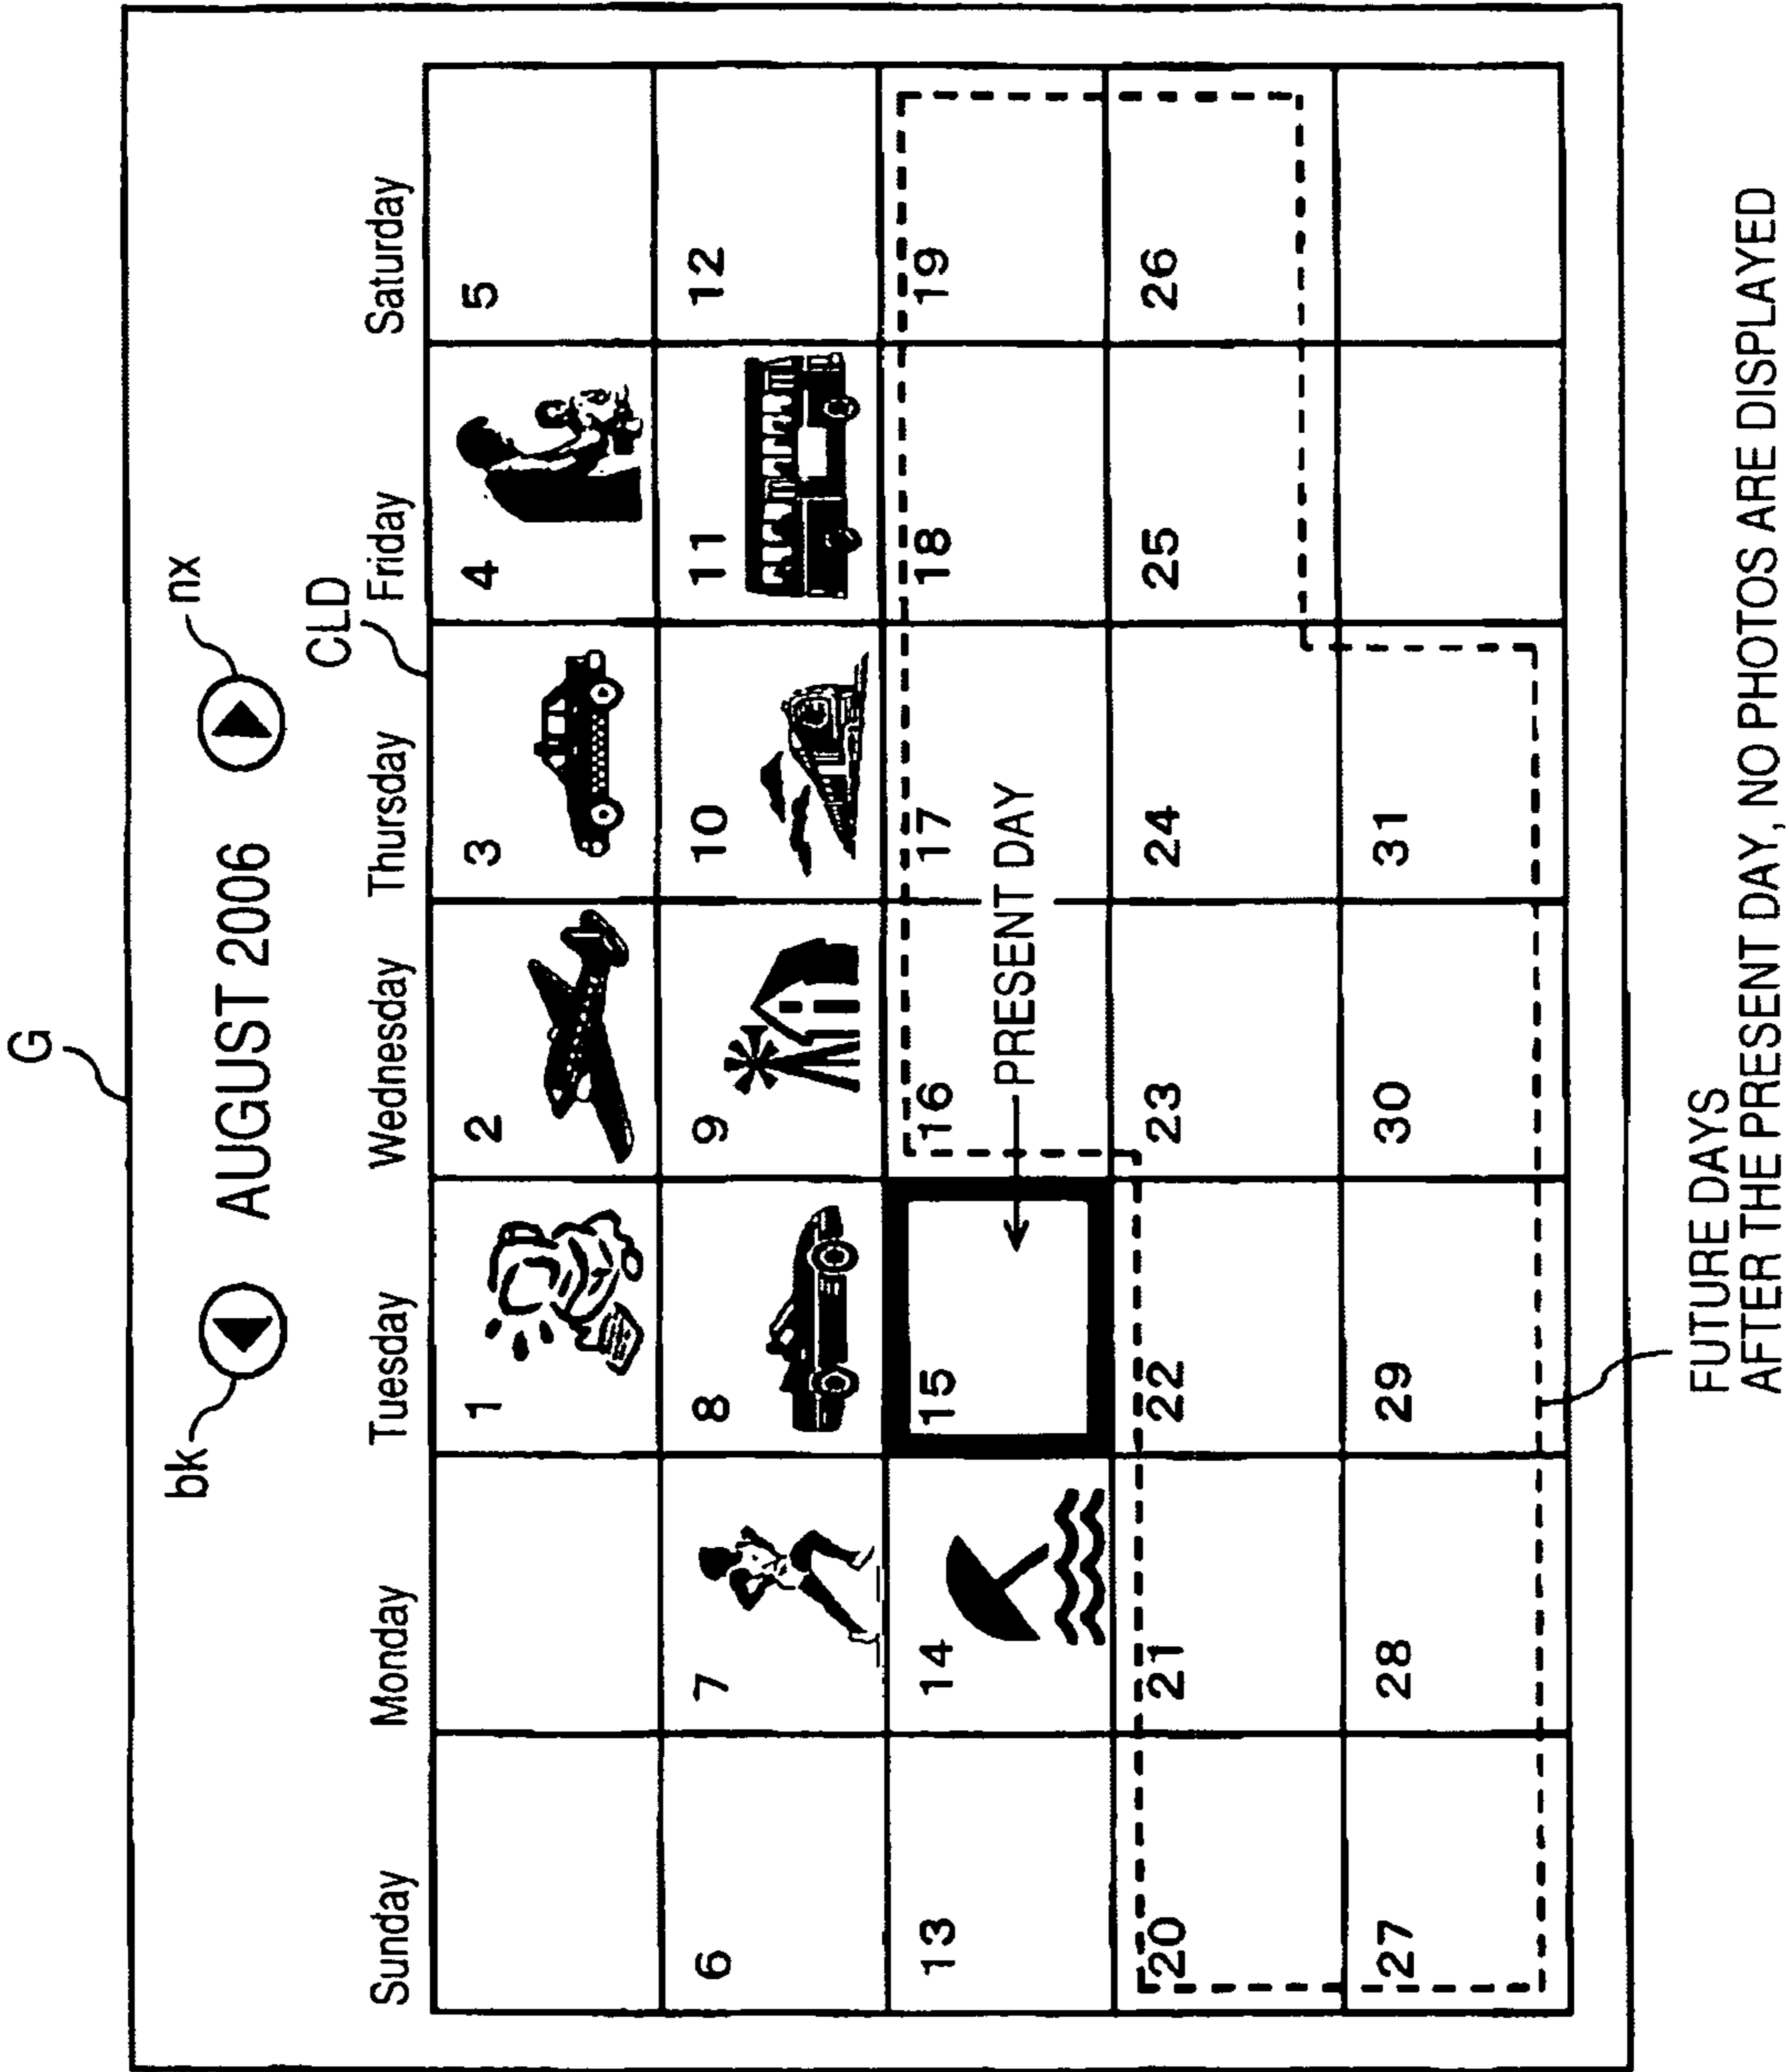 G
bk
AUGUST 2006
nx
CLD
Sunday Monday Tuesday Wednesday Thursday Friday Saturday
1 2 3 4 5
6 7 8 9 10 11 12
13 14 15 16 17 18 19
PRESENT DAY
20 21 22 23 24 25 26
27 28 29 30 31
FUTURE DAYS
AFTER THE PRESENT DAY, NO PHOTOS ARE DISPLAYED